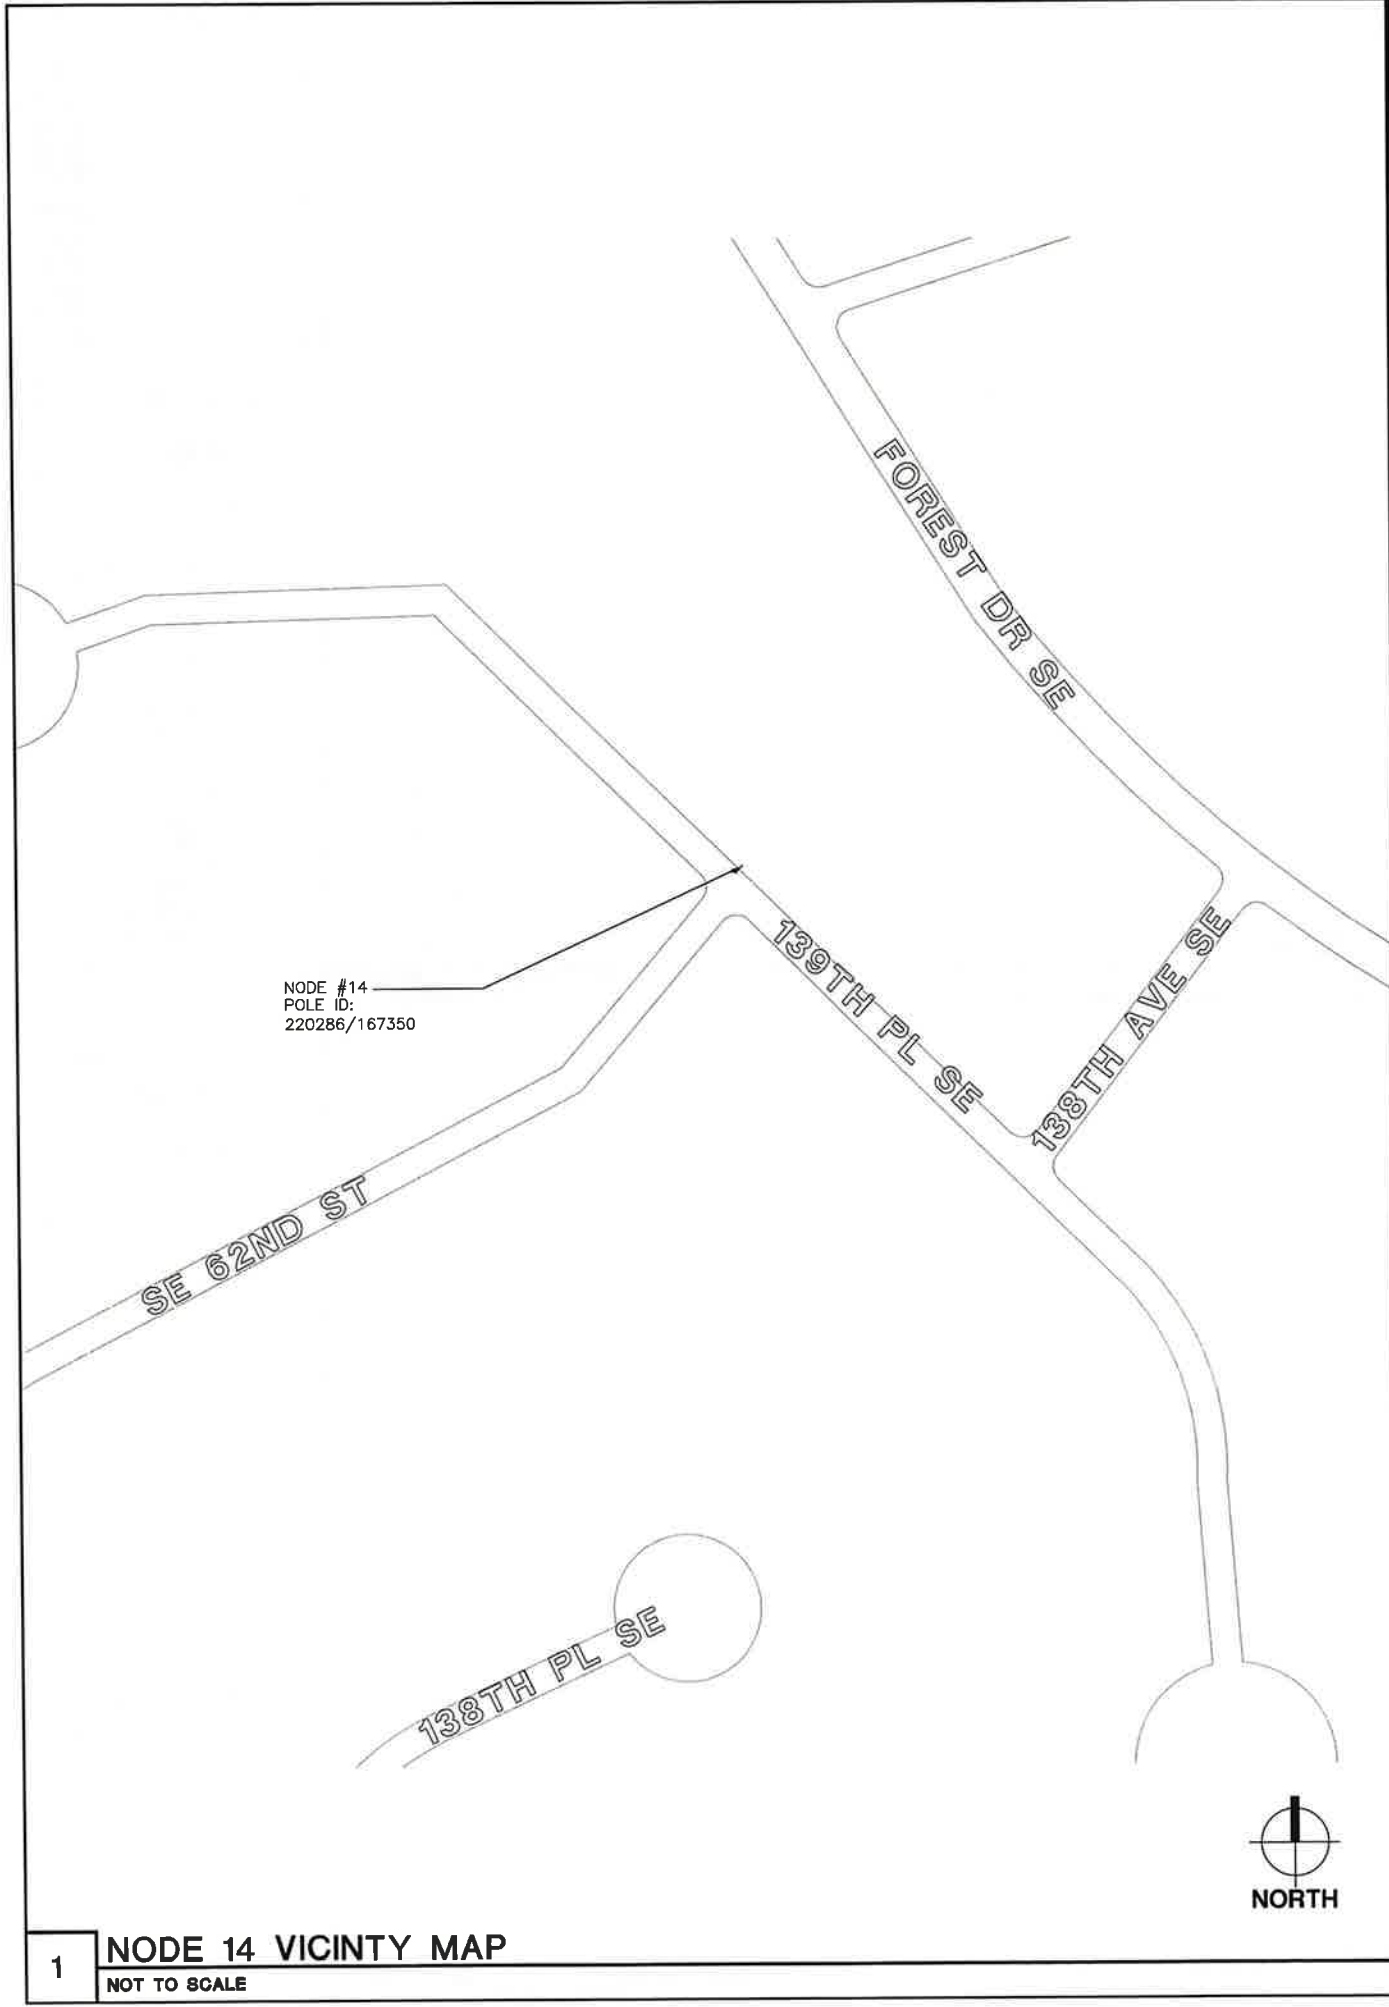 FOREST DR SE
NODE #14
POLE ID:
220286/167350
139TH PL SE
138TH AVE SE
SE 62ND ST
138TH PL SE
NORTH
1
NODE 14 VICINTY MAP
NOT TO SCALE